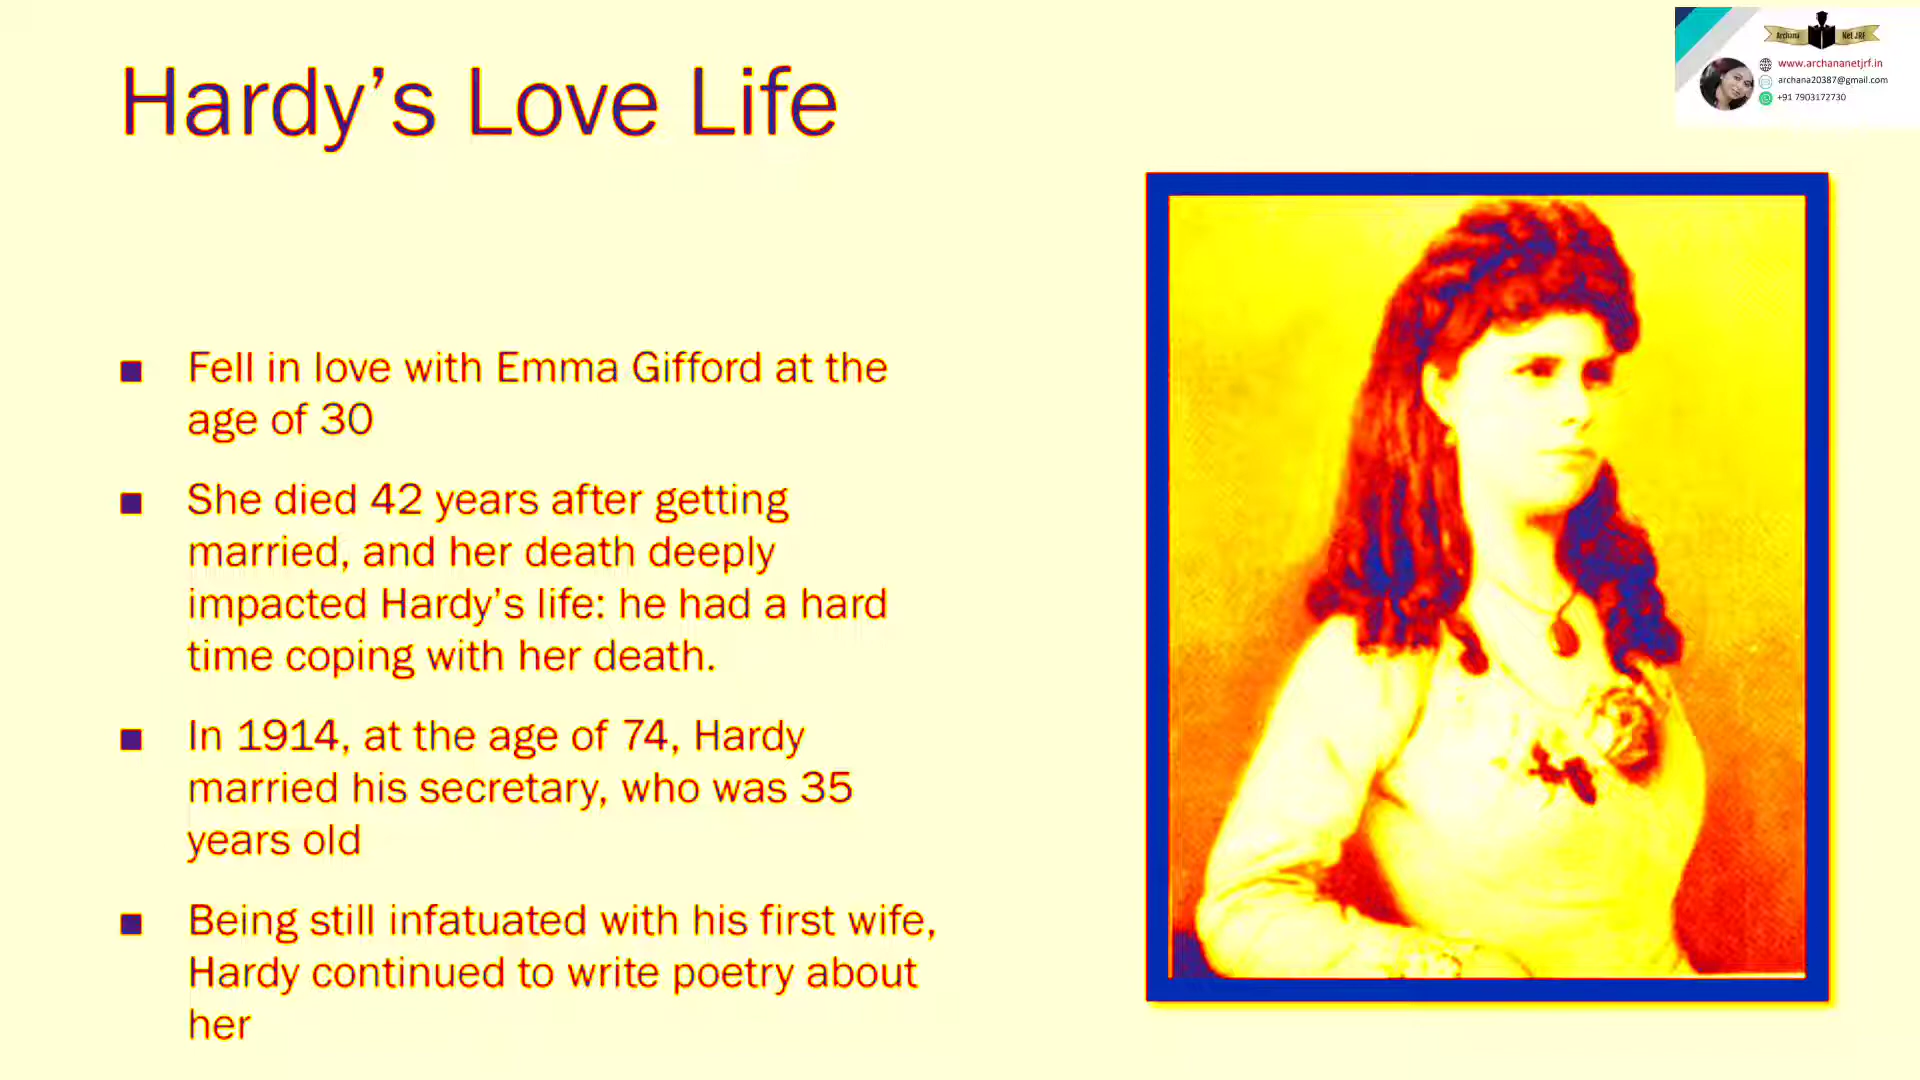 Hardy’s Love Life
Archana Net JRF
www.archananetjrf.in
archana20387@gmail.com
+91 7903172730
■ Fell in love with Emma Gifford at the
age of 30
■ She died 42 years after getting
married, and her death deeply
impacted Hardy’s life: he had a hard
time coping with her death.
■ In 1914, at the age of 74, Hardy
married his secretary, who was 35
years old
■ Being still infatuated with his first wife,
Hardy continued to write poetry about
her